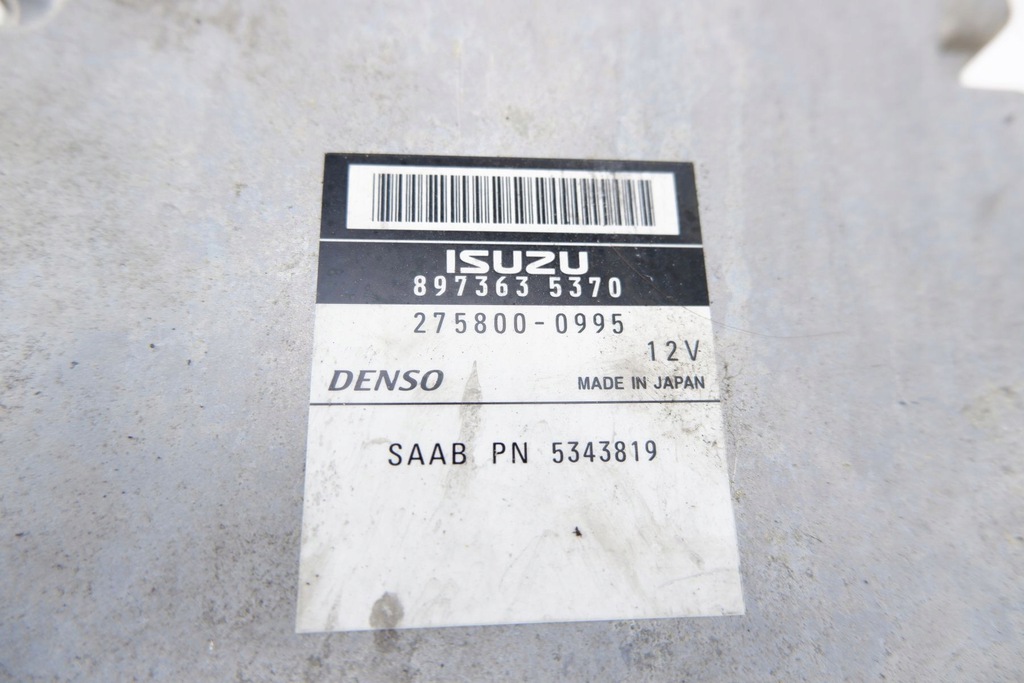 ISUZU
897363 5370
275800-0995
12V
DENSO MADE IN JAPAN
SAAB PN 5343819